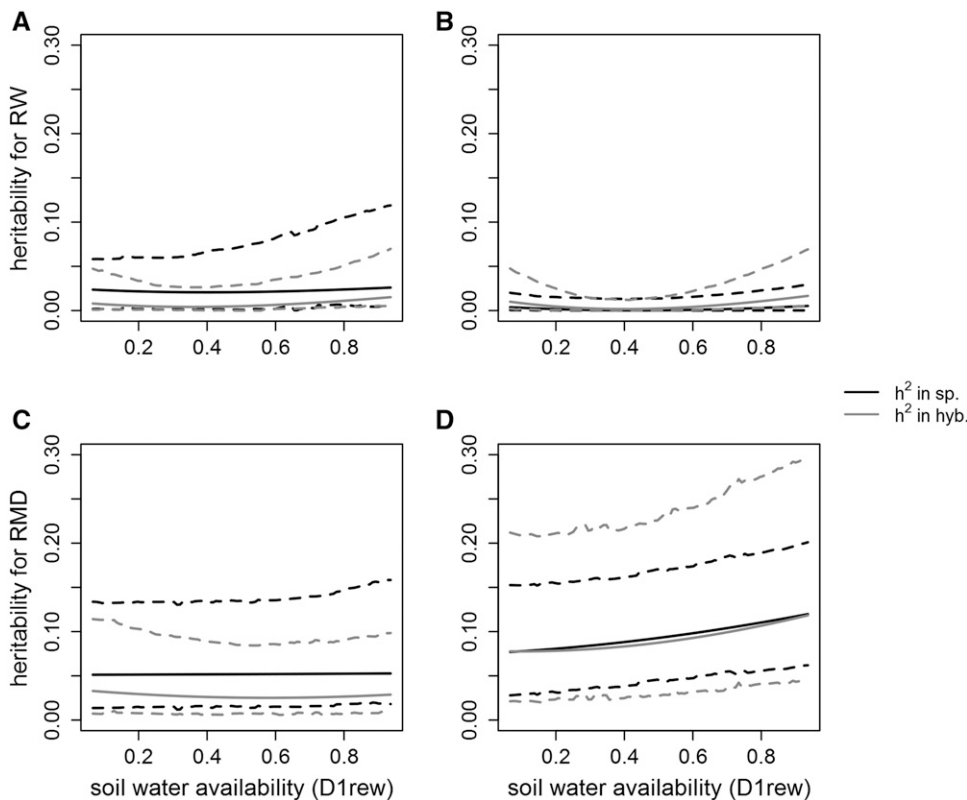 A
B
heritability for RW
0.00 0.10 0.20 0.30
0.2 0.4 0.6 0.8
0.00 0.10 0.20 0.30
0.2 0.4 0.6 0.8
h² in sp.
h² in hyb.
C
D
heritability for RMD
0.00 0.10 0.20 0.30
0.2 0.4 0.6 0.8
soil water availability (D1rew)
0.00 0.10 0.20 0.30
0.2 0.4 0.6 0.8
soil water availability (D1rew)